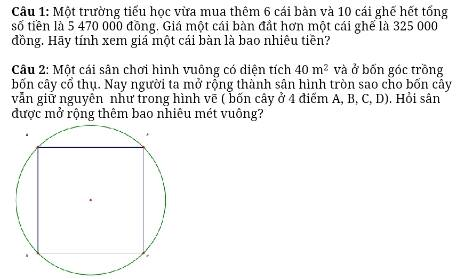 Câu 1: Một trường tiểu học vừa mua thêm 6 cái bàn và 10 cái ghế hết tổng
số tiền là 5 470 000 đồng. Giá một cái bàn đắt hơn một cái ghế là 325 000
đồng. Hãy tính xem giá một cái bàn là bao nhiêu tiền?
Câu 2: Một cái sân chơi hình vuông có diện tích 40 m² và ở bốn góc trồng
bốn cây cổ thụ. Nay người ta mở rộng thành sân hình tròn sao cho bốn cây
vẫn giữ nguyên như trong hình vẽ ( bốn cây ở 4 điểm A, B, C, D). Hỏi sân
được mở rộng thêm bao nhiêu mét vuông?